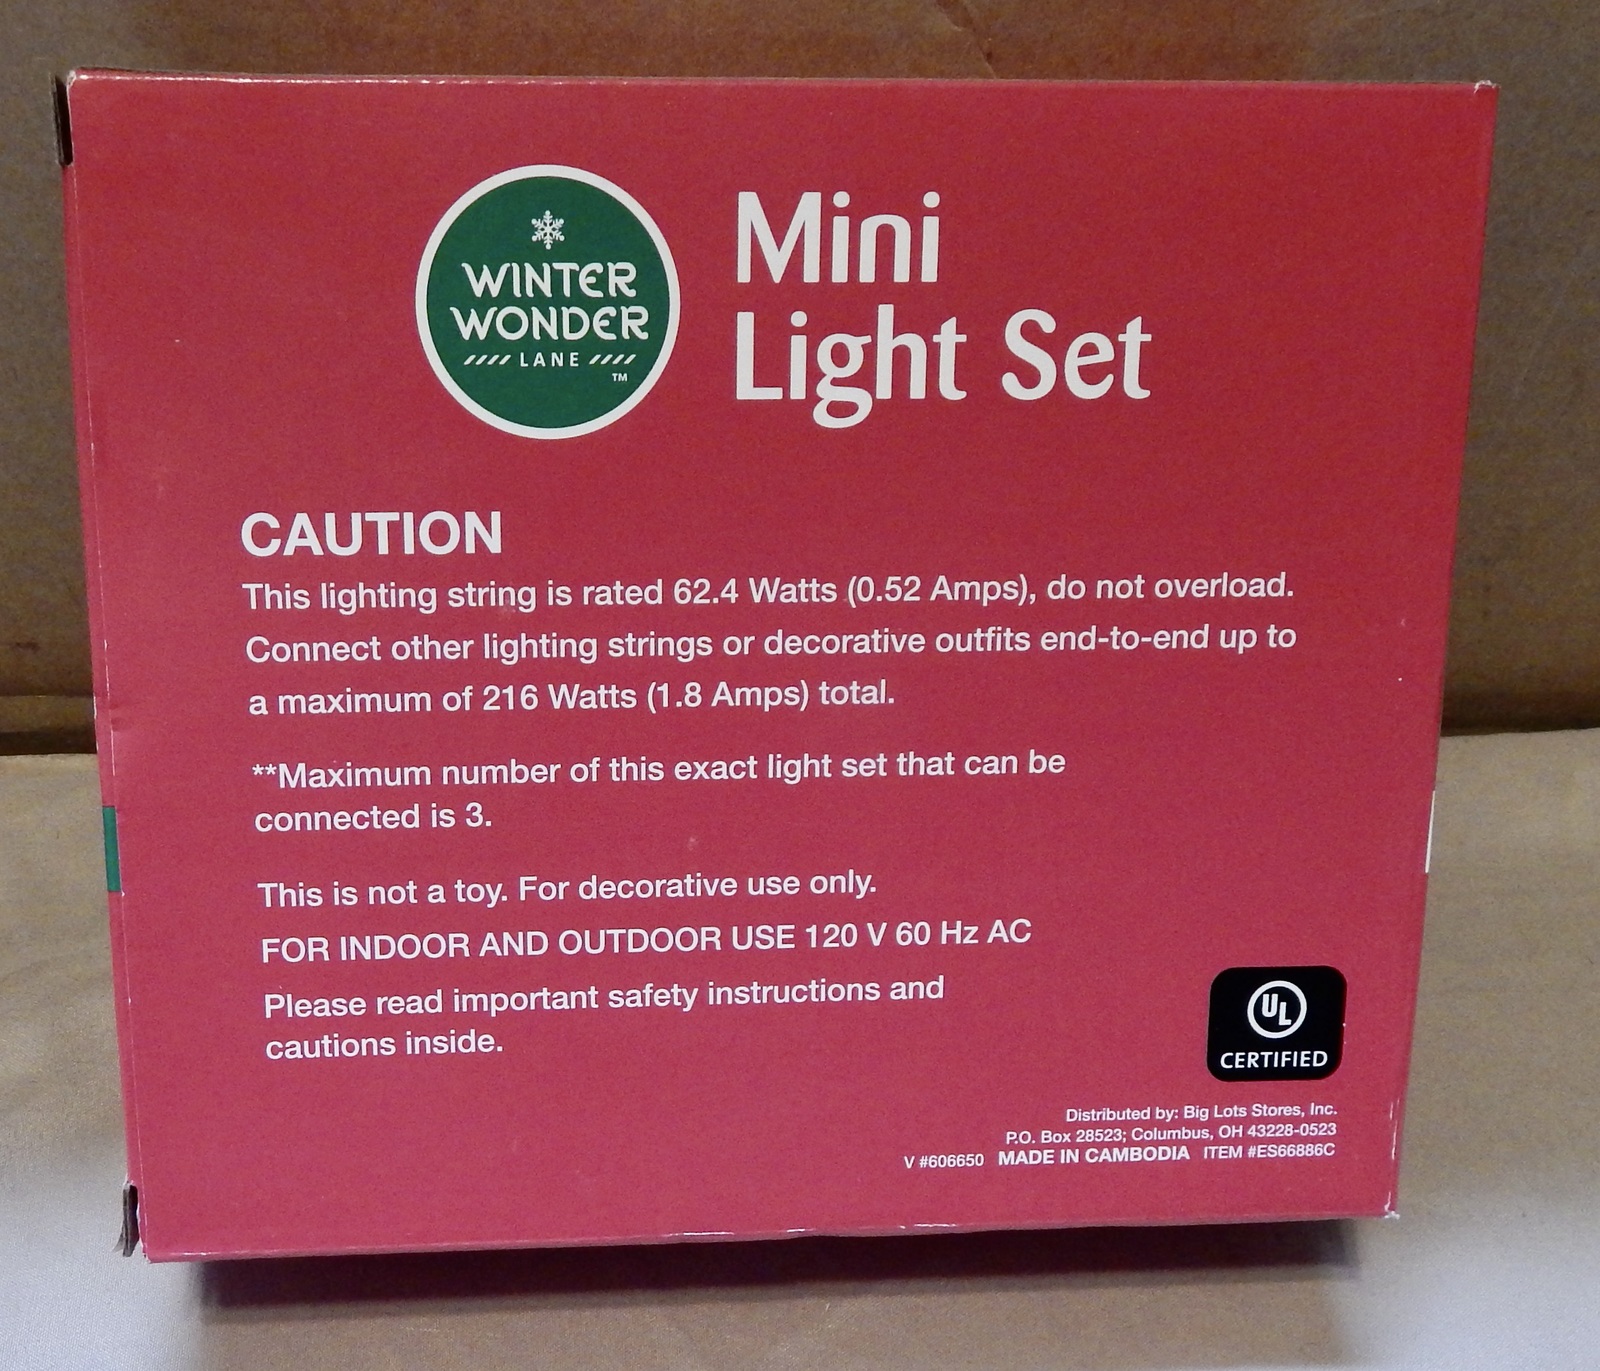 WINTER
WONDER
LANE
TM
Mini
Light Set
CAUTION
This lighting string is rated 62.4 Watts (0.52 Amps), do not overload.
Connect other lighting strings or decorative outfits end-to-end up to
a maximum of 216 Watts (1.8 Amps) total.
**Maximum number of this exact light set that can be
connected is 3.
This is not a toy. For decorative use only.
FOR INDOOR AND OUTDOOR USE 120 V 60 Hz AC
Please read important safety instructions and
cautions inside.
UL
CERTIFIED
Distributed by: Big Lots Stores, Inc.
P.O. Box 28523; Columbus, OH 43228-0523
V #606650 MADE IN CAMBODIA ITEM #ES66886C